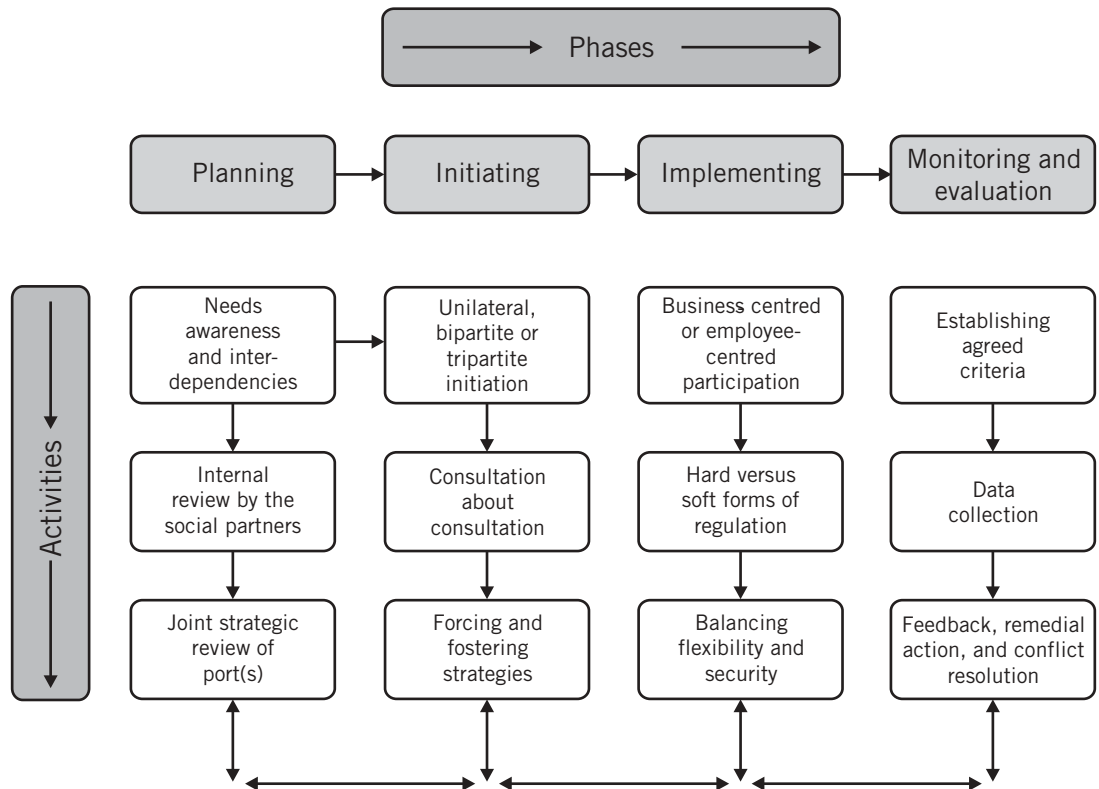 Phases
Planning
Initiating
Implementing
Monitoring and
evaluation
Activities
Needs
awareness
and inter-
dependencies
Unilateral,
bipartite or
tripartite
initiation
Business centred
or employee-
centred
participation
Establishing
agreed
criteria
Internal
review by the
social partners
Consultation
about
consultation
Hard versus
soft forms of
regulation
Data
collection
Joint strategic
review of
port(s)
Forcing and
fostering
strategies
Balancing
flexibility and
security
Feedback, remedial
action, and conflict
resolution